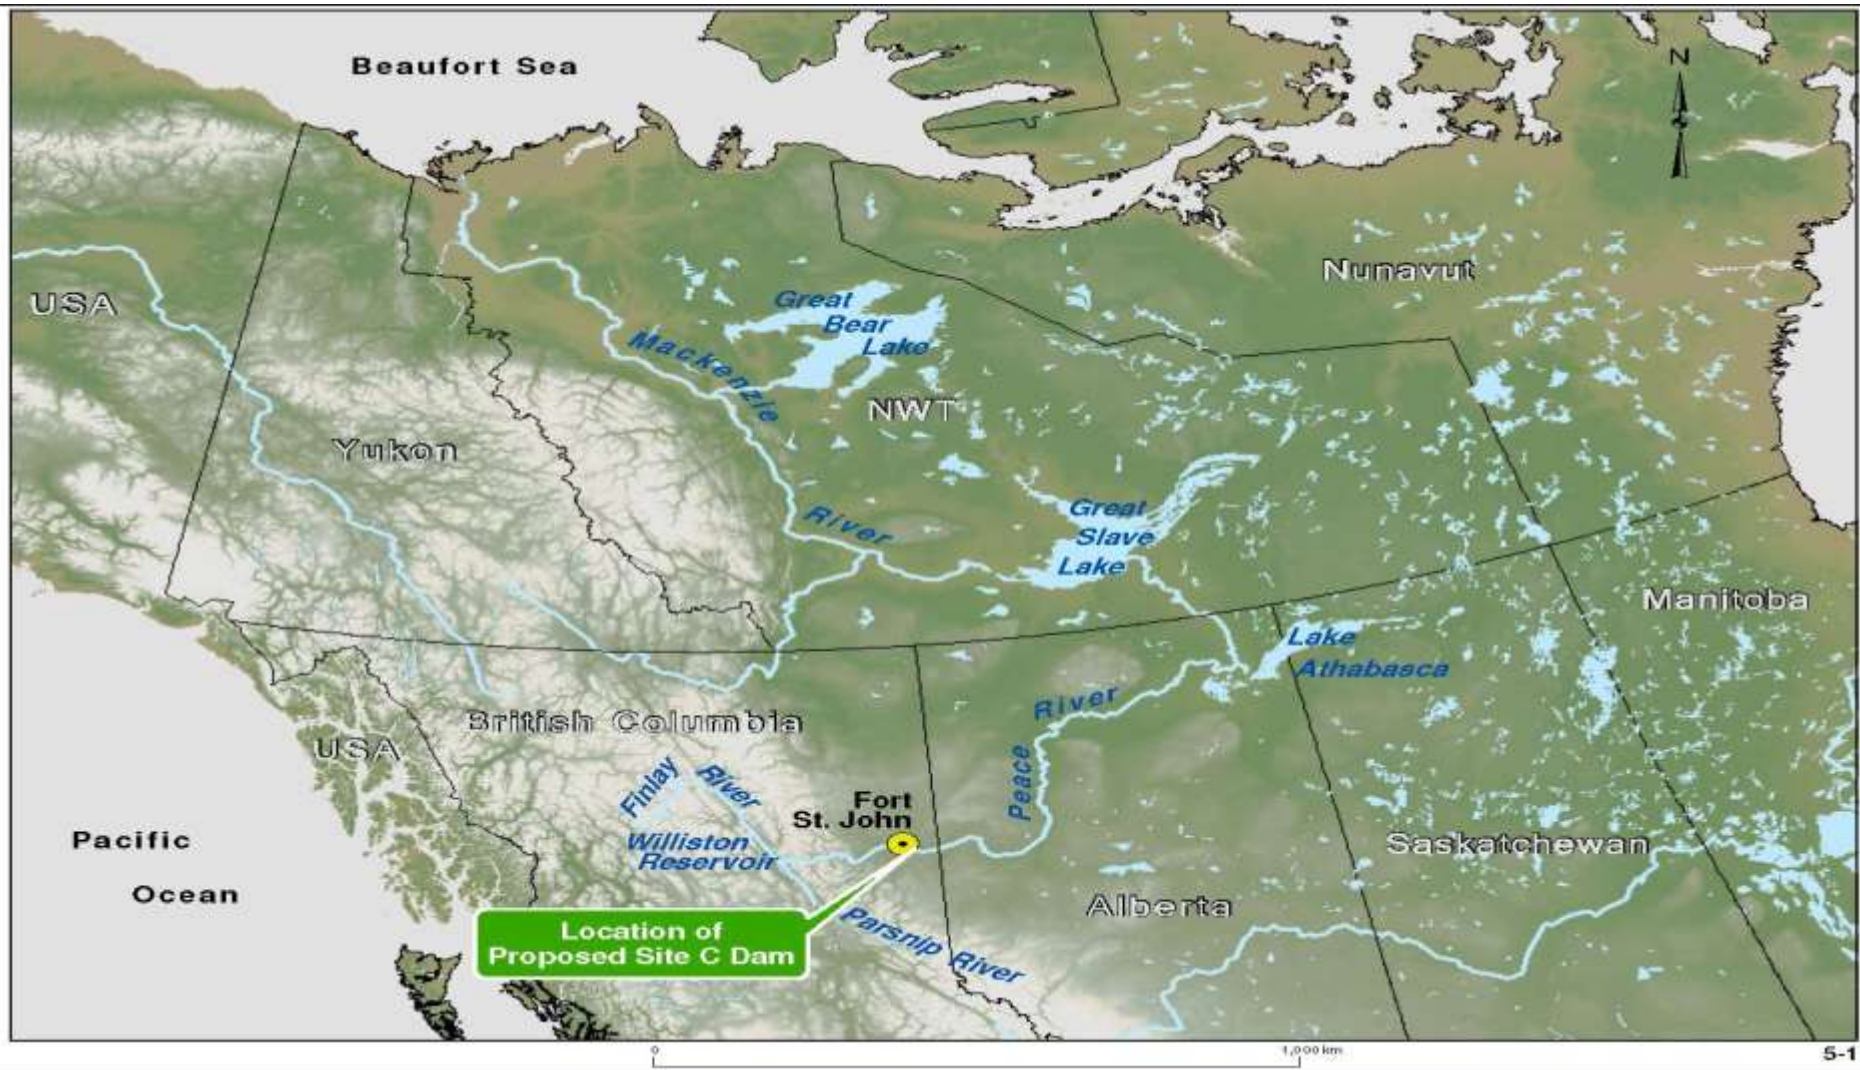 Beaufort Sea
N
USA
Nunavut
Great
Bear
Lake
Mackenzie
River
NWT
Yukon
Great
Slave
Lake
Manitoba
Lake
Athabasca
British Columbia
USA
Peace
River
Finlay
River
Fort
St. John
Williston
Reservoir
Pacific
Ocean
Saskatchewan
Alberta
Location of
Proposed Site C Dam
Parsnip River
0
1,000 km
5-1